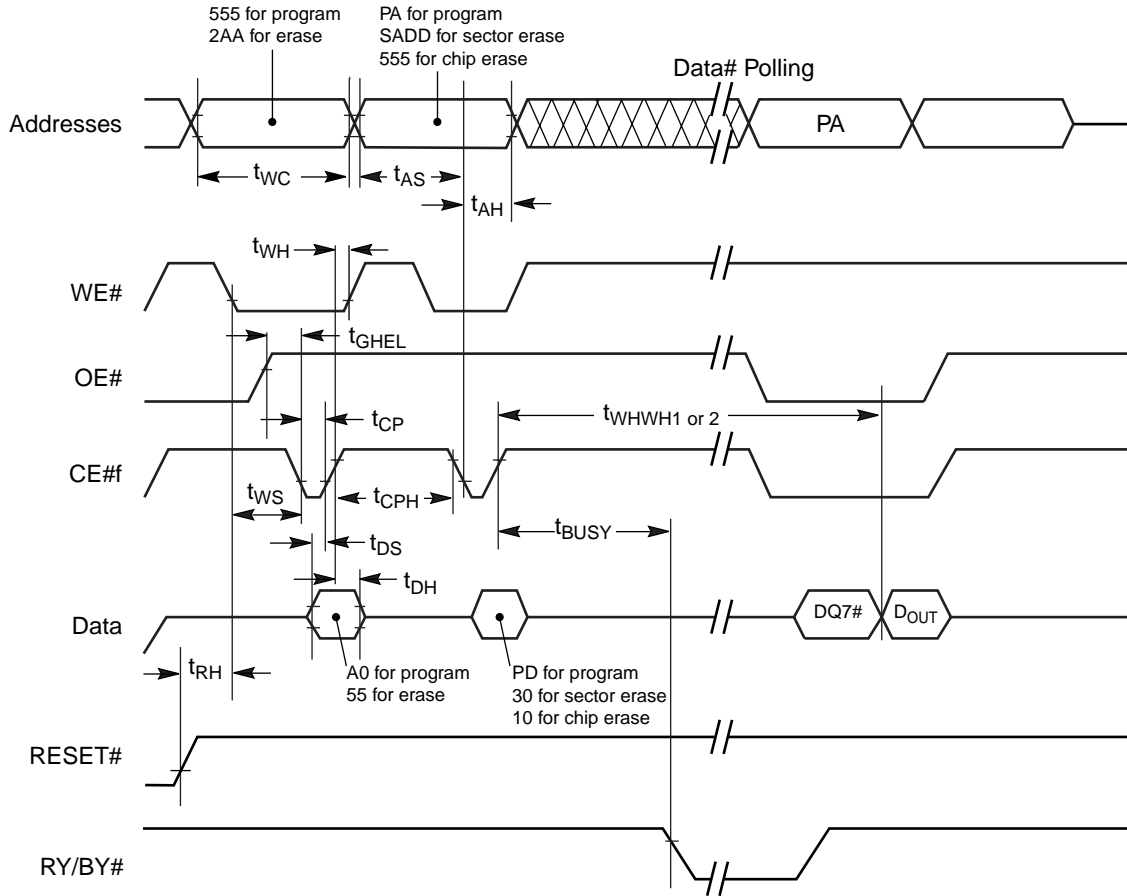 555 for program
2AA for erase
PA for program
SADD for sector erase
555 for chip erase
Data# Polling
Addresses
PA
tWC
tAS
tAH
tWH
WE#
tGHEL
OE#
tCP
tWHWH1 or 2
CE#f
tWS
tCPH
tBUSY
tDS
tDH
Data
DQ7#
DOUT
tRH
A0 for program
55 for erase
PD for program
30 for sector erase
10 for chip erase
RESET#
RY/BY#